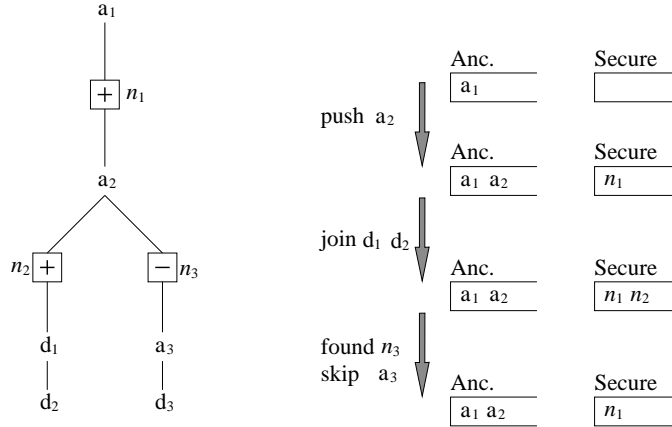 a₁
+ n₁
a₂
n₂ + − n₃
d₁ a₃
d₂ d₃
Anc. Secure
a₁
push a₂
Anc. Secure
a₁ a₂ n₁
join d₁ d₂
Anc. Secure
a₁ a₂ n₁ n₂
found n₃
skip a₃
Anc. Secure
a₁ a₂ n₁